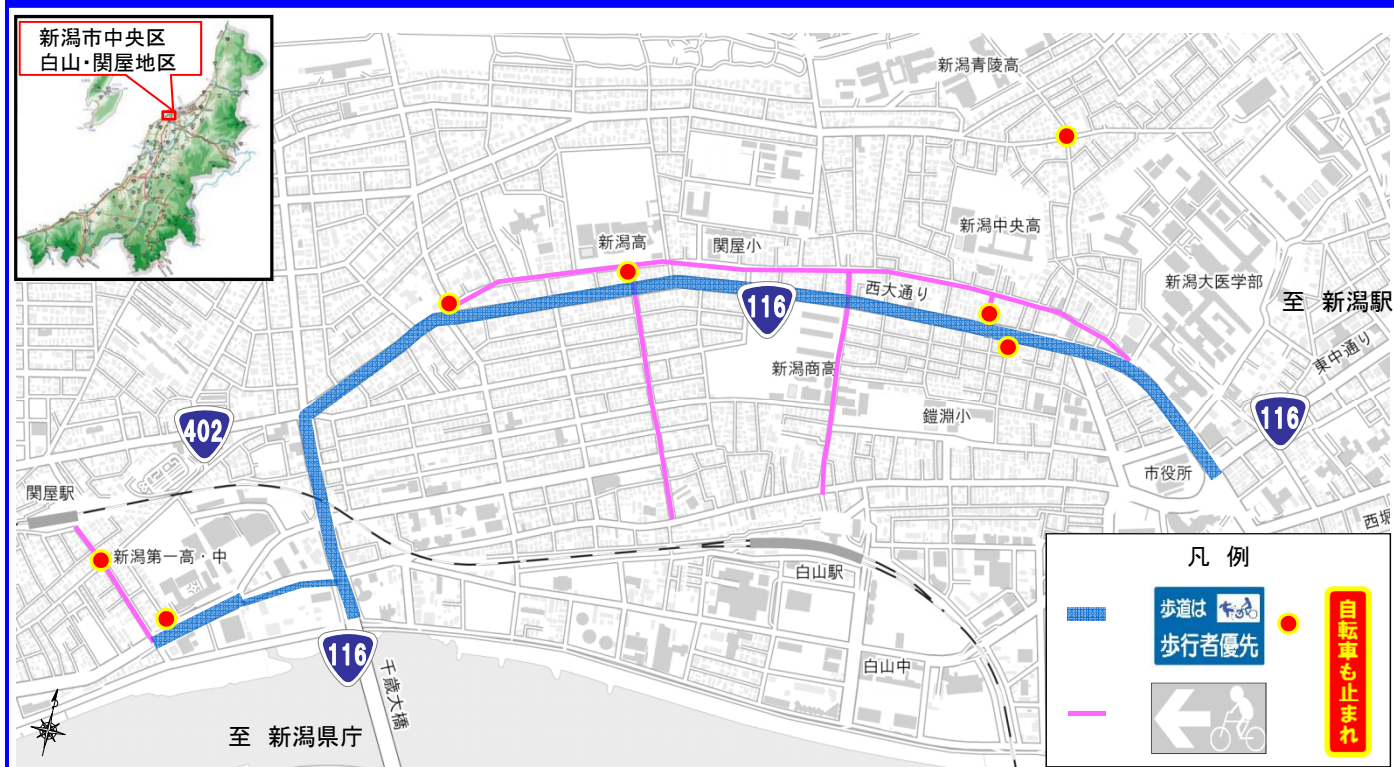 新潟市中央区
白山・関屋地区
新潟青陵高
新潟中央高
新潟高
関屋小
新潟大医学部
西大通り
至 新潟駅
116
東中通り
新潟商高
402
鏡淵小
116
市役所
関屋駅
西堀
新潟第一高・中
白山駅
116
千歳大橋
白山中
至 新潟県庁
凡 例
歩道は
歩行者優先
自転車も止まれ